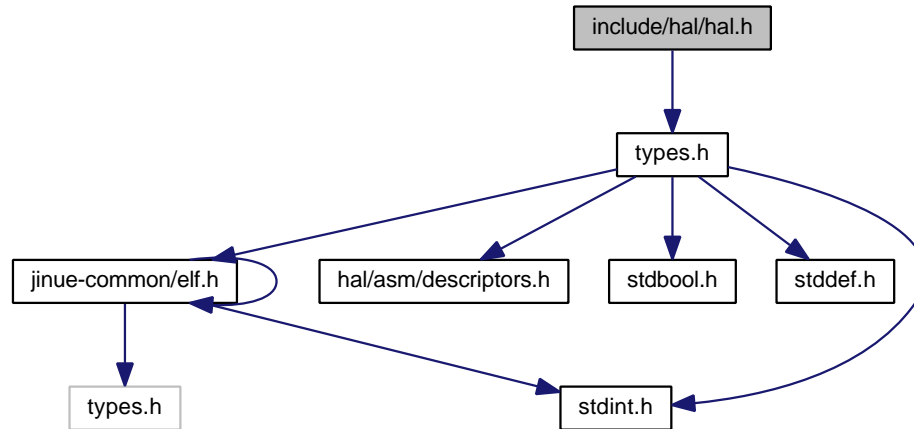 include/hal/hal.h
types.h
jinue-common/elf.h
hal/asm/descriptors.h
stdbool.h
stddef.h
types.h
stdint.h